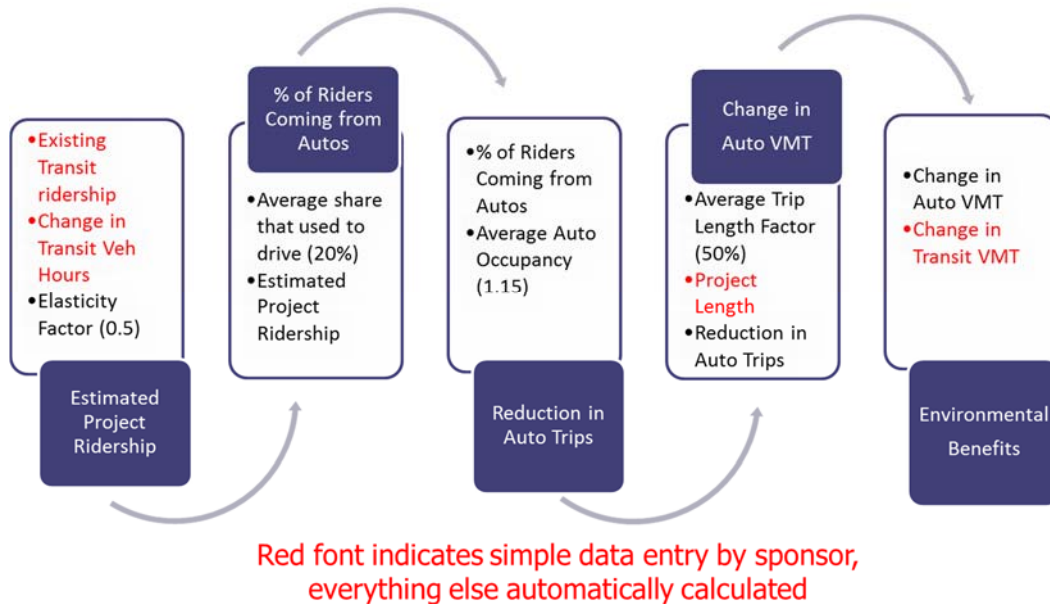 •Existing
Transit
ridership
•Change in
Transit Veh
Hours
•Elasticity
Factor (0.5)
Estimated
Project
Ridership
% of Riders
Coming from
Autos
•Average share
that used to
drive (20%)
•Estimated
Project
Ridership
•% of Riders
Coming from
Autos
•Average Auto
Occupancy
(1.15)
Reduction in
Auto Trips
Change in
Auto VMT
•Average Trip
Length Factor
(50%)
•Project
Length
•Reduction in
Auto Trips
•Change in
Auto VMT
•Change in
Transit VMT
Environmental
Benefits
Red font indicates simple data entry by sponsor,
everything else automatically calculated